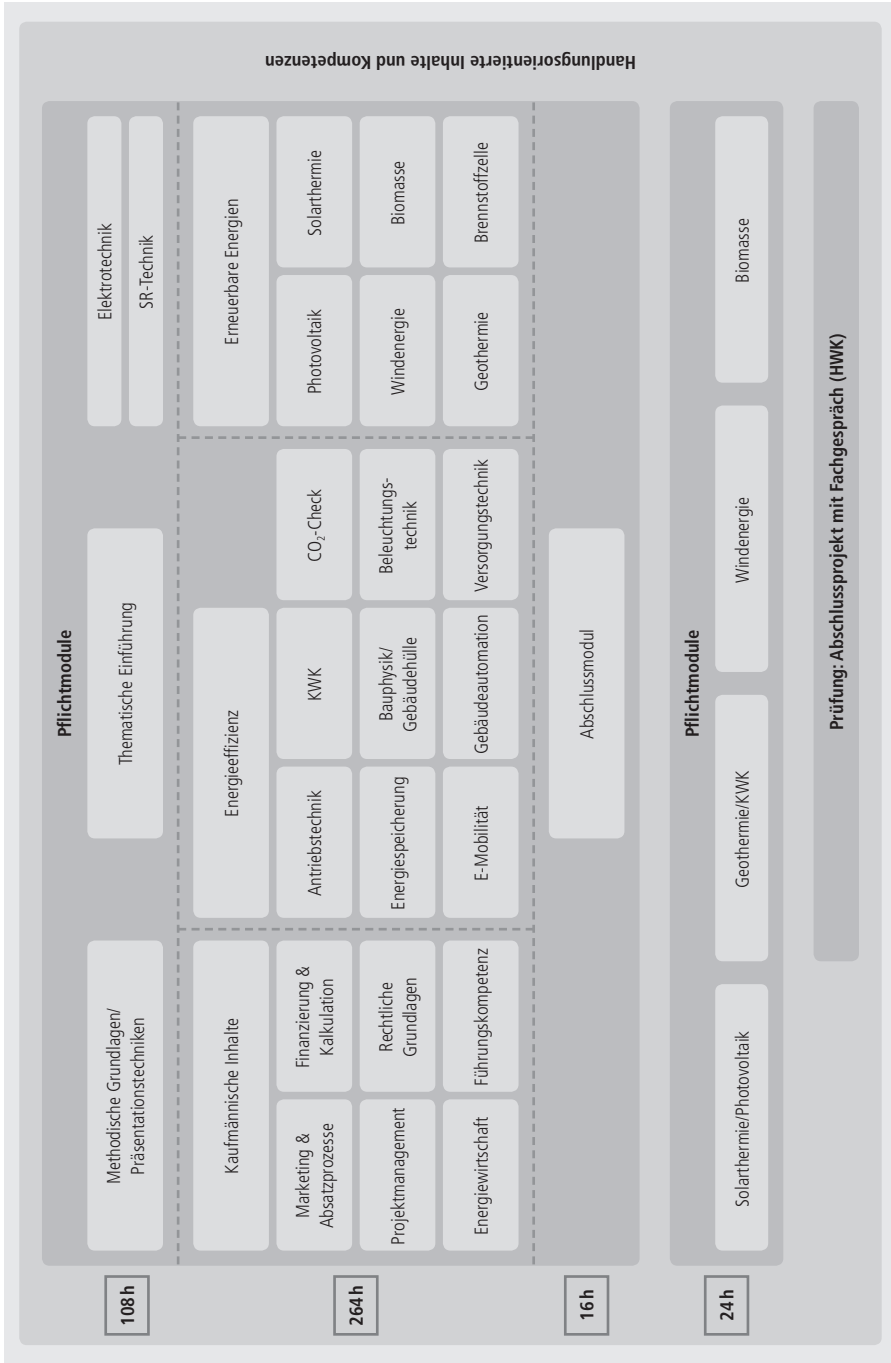 Pflichtmodule
108 h
Methodische Grundlagen/
Präsentationstechniken
Thematische Einführung
Elektrotechnik
SR-Technik
264 h
Kaufmännische Inhalte
Marketing &
Absatzprozesse
Finanzierung &
Kalkulation
Projektmanagement
Rechtliche
Grundlagen
Energiewirtschaft
Führungskompetenz
Energieeffizienz
Antriebstechnik
KWK
CO₂-Check
Energiespeicherung
Bauphysik/
Gebäudehülle
Beleuchtungs-
technik
E-Mobilität
Gebäudeautomation
Versorgungstechnik
Erneuerbare Energien
Photovoltaik
Solarthermie
Windenergie
Biomasse
Geothermie
Brennstoffzelle
16 h
Abschlussmodul
Pflichtmodule
24 h
Solarthermie/Photovoltaik
Geothermie/KWK
Windenergie
Biomasse
Prüfung: Abschlussprojekt mit Fachgespräch (HWK)
Handlungsorientierte Inhalte und Kompetenzen